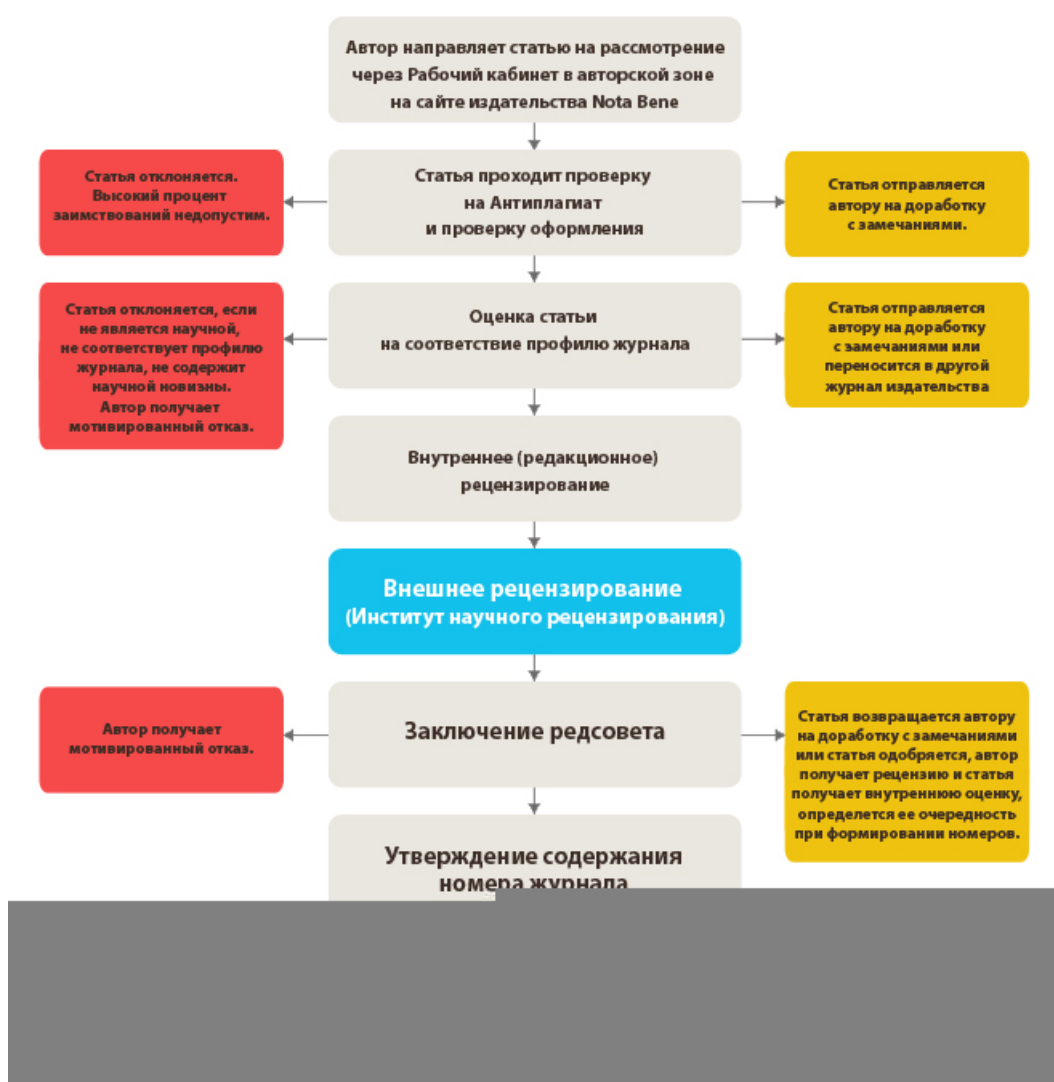 Автор направляет статью на рассмотрение
через Рабочий кабинет в авторской зоне
на сайте издательства Nota Bene
Статья отклоняется.
Высокий процент
заимствований недопустим.
Статья проходит проверку
на Антиплагиат
и проверку оформления
Статья отправляется
автору на доработку
с замечаниями.
Статья отклоняется, если
не является научной,
не соответствует профилю
журнала, не содержит
научной новизны.
Автор получает
мотивированный отказ.
Оценка статьи
на соответствие профилю журнала
Статья отправляется
автору на доработку
с замечаниями или
переносится в другой
журнал издательства
Внутреннее (редакционное)
рецензирование
Внешнее рецензирование
(Институт научного рецензирования)
Автор получает
мотивированный отказ.
Заключение редсовета
Статья возвращается автору
на доработку с замечаниями
или статья одобряется, автор
получает рецензию и статья
получает внутреннюю оценку,
определется ее очередность
при формировании номеров.
Утверждение содержания
номера журнала